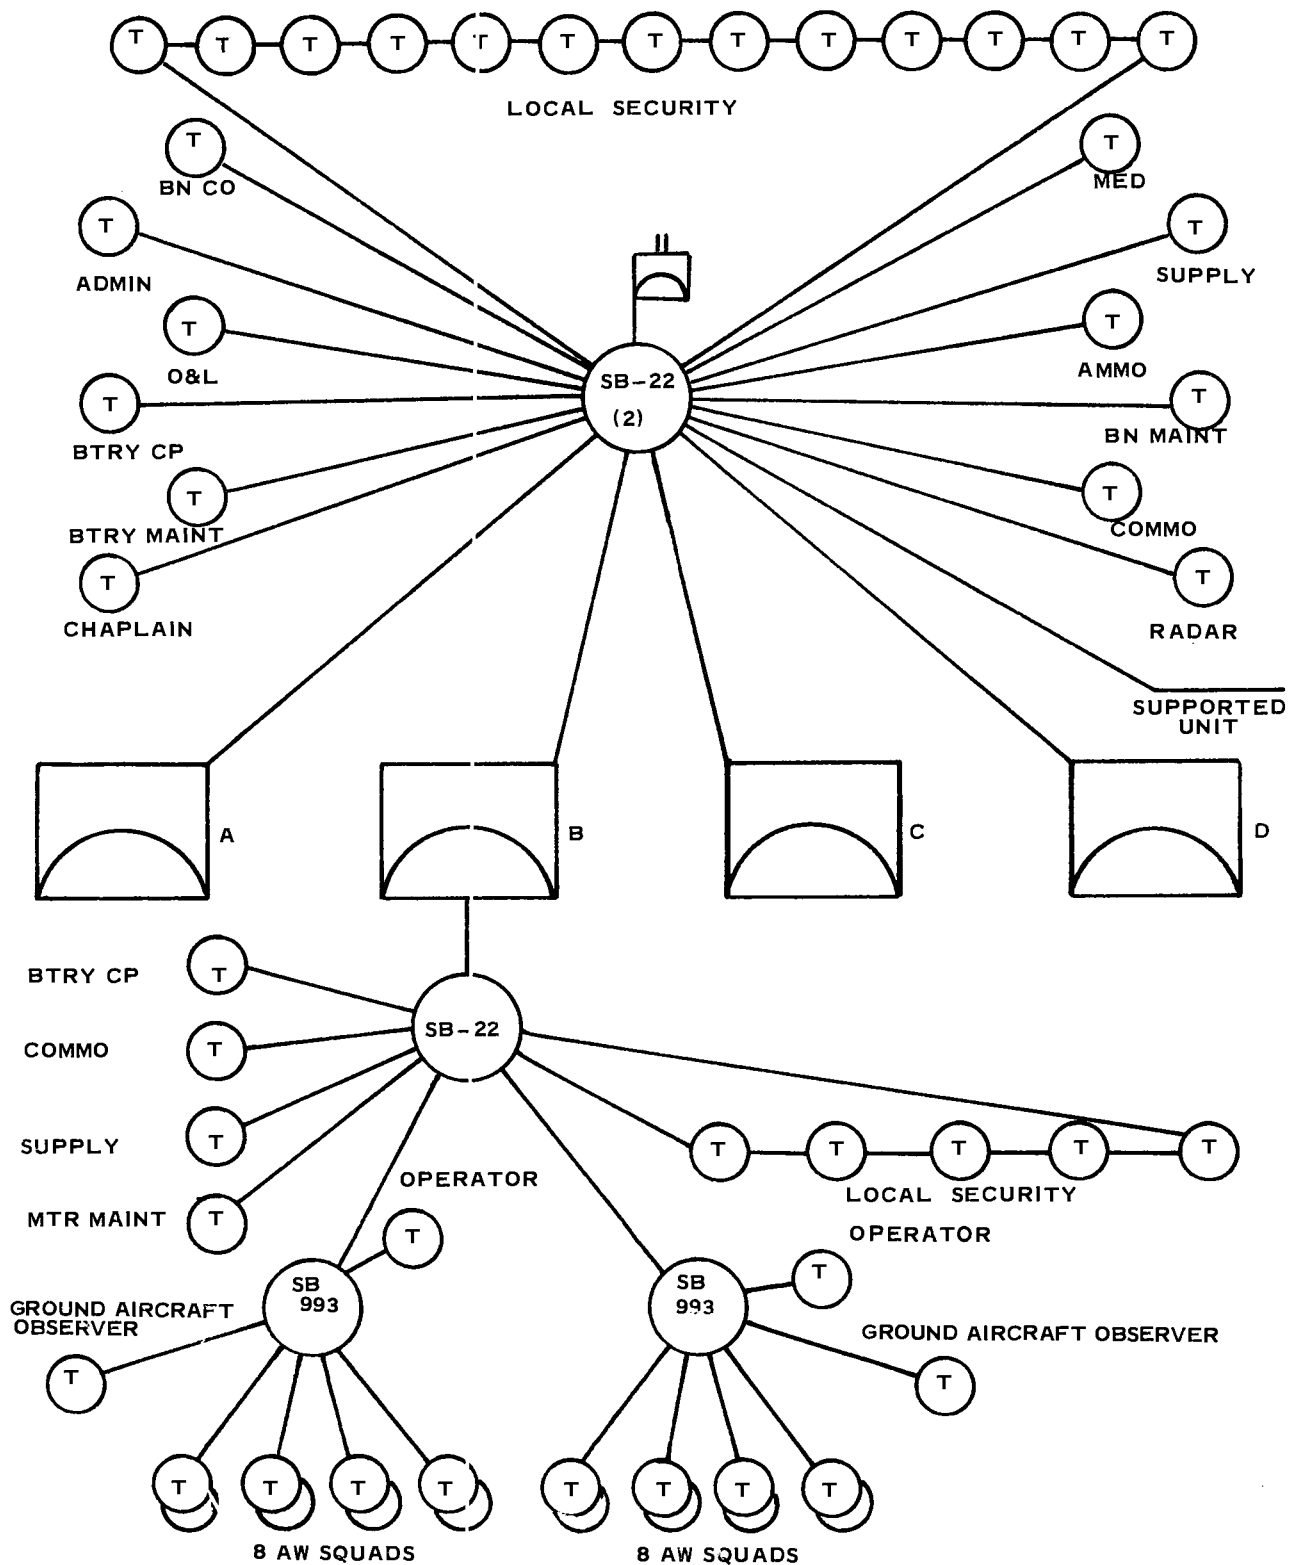 T T T T T T T T T T T T T
LOCAL SECURITY
T
BN CO
T
MED
T
ADMIN
T
SUPPLY
T
O&L
T
AMMO
SB-22
(2)
T
BTRY CP
T
BN MAINT
T
BTRY MAINT
T
COMMO
T
CHAPLAIN
T
RADAR
SUPPORTED
UNIT
A
B
C
D
BTRY CP
T
SB-22
COMMO
T
SUPPLY
T
T T T T T
LOCAL SECURITY
MTR MAINT
T
OPERATOR
T
OPERATOR
T
SB
993
SB
993
GROUND AIRCRAFT
OBSERVER
T
GROUND AIRCRAFT OBSERVER
T
T T T T
T T T T
8 AW SQUADS
8 AW SQUADS